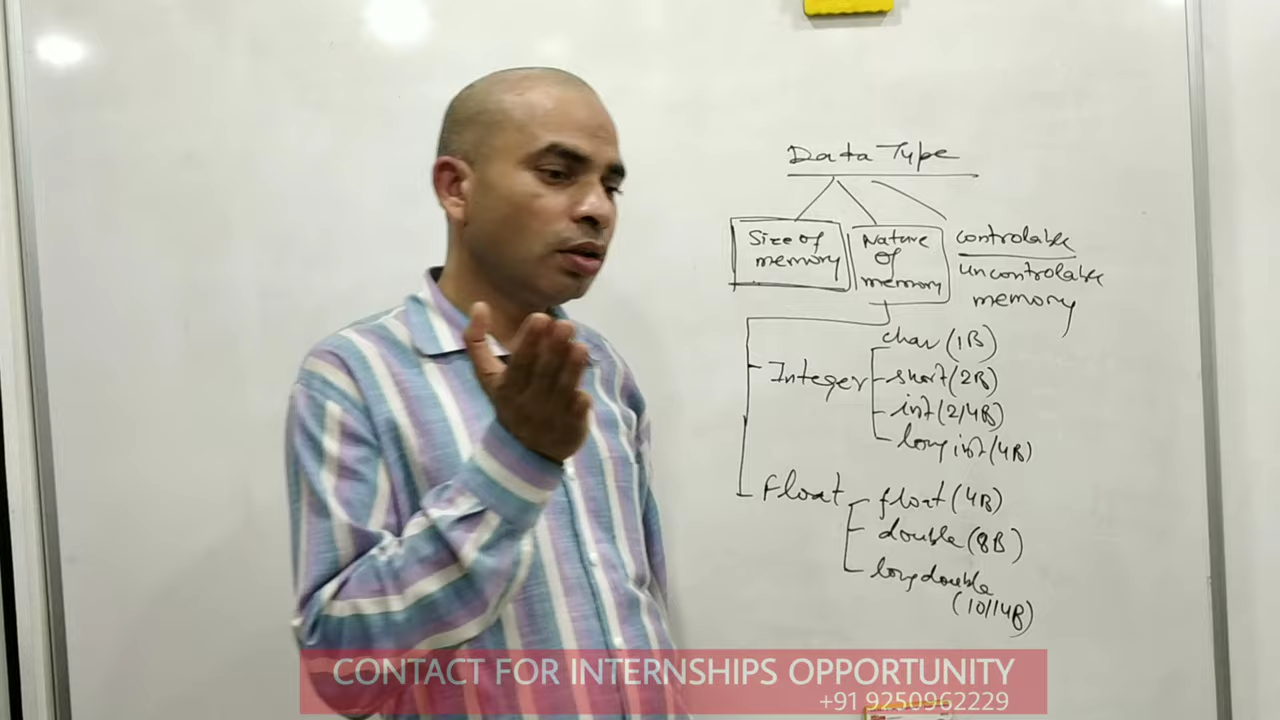 Data Type
Size of
memory
Nature
of
memory
controlable
uncontrolable
memory
Integer
char (1B)
short (2B)
int (2/4B)
long int (4B)
Float
float (4B)
double (8B)
long double
(10/14B)
CONTACT FOR INTERNSHIPS OPPORTUNITY
+91 9250962229